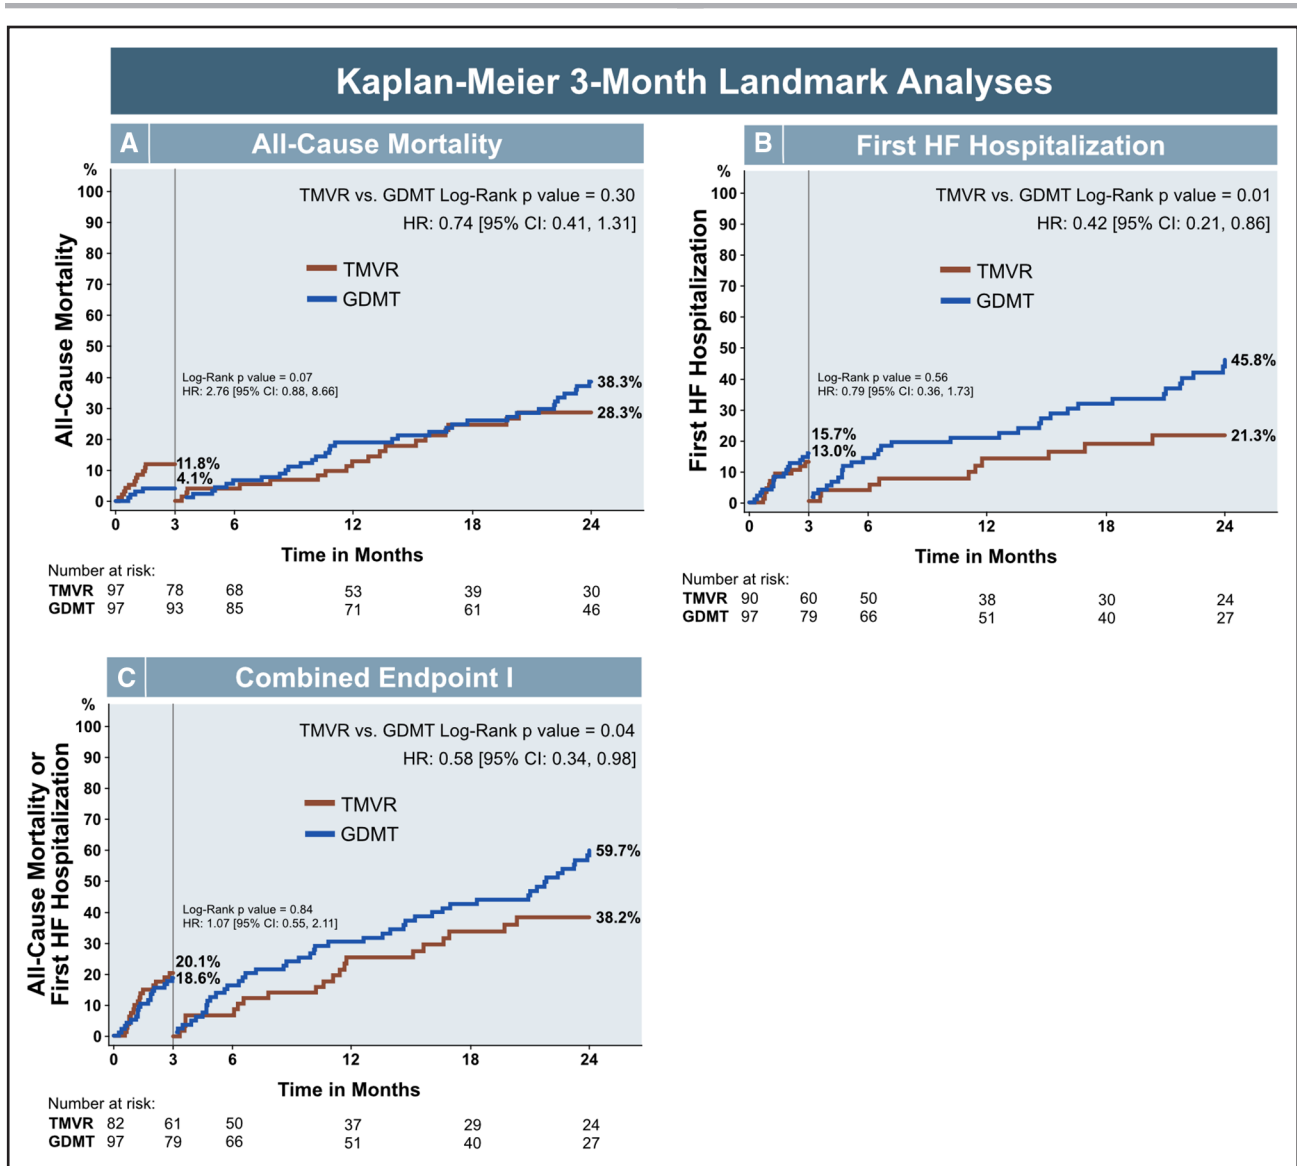 Kaplan-Meier 3-Month Landmark Analyses
A
All-Cause Mortality
%
100
90
80
70
60
50
40
30
20
10
0
All-Cause Mortality
TMVR vs. GDMT Log-Rank p value = 0.30
HR: 0.74 [95% CI: 0.41, 1.31]
TMVR
GDMT
Log-Rank p value = 0.07
HR: 2.76 [95% CI: 0.88, 8.66]
38.3%
28.3%
11.8%
4.1%
0 3 6 12 18 24
Time in Months
Number at risk:
TMVR 97 78 68 53 39 30
GDMT 97 93 85 71 61 46
B
First HF Hospitalization
%
100
90
80
70
60
50
40
30
20
10
0
First HF Hospitalization
TMVR vs. GDMT Log-Rank p value = 0.01
HR: 0.42 [95% CI: 0.21, 0.86]
TMVR
GDMT
Log-Rank p value = 0.56
HR: 0.79 [95% CI: 0.36, 1.73]
45.8%
15.7%
13.0%
21.3%
0 3 6 12 18 24
Time in Months
Number at risk:
TMVR 90 60 50 38 30 24
GDMT 97 79 66 51 40 27
C
Combined Endpoint I
%
100
90
80
70
60
50
40
30
20
10
0
All-Cause Mortality or
First HF Hospitalization
TMVR vs. GDMT Log-Rank p value = 0.04
HR: 0.58 [95% CI: 0.34, 0.98]
TMVR
GDMT
59.7%
Log-Rank p value = 0.84
HR: 1.07 [95% CI: 0.55, 2.11]
38.2%
20.1%
18.6%
0 3 6 12 18 24
Time in Months
Number at risk:
TMVR 82 61 50 37 29 24
GDMT 97 79 66 51 40 27